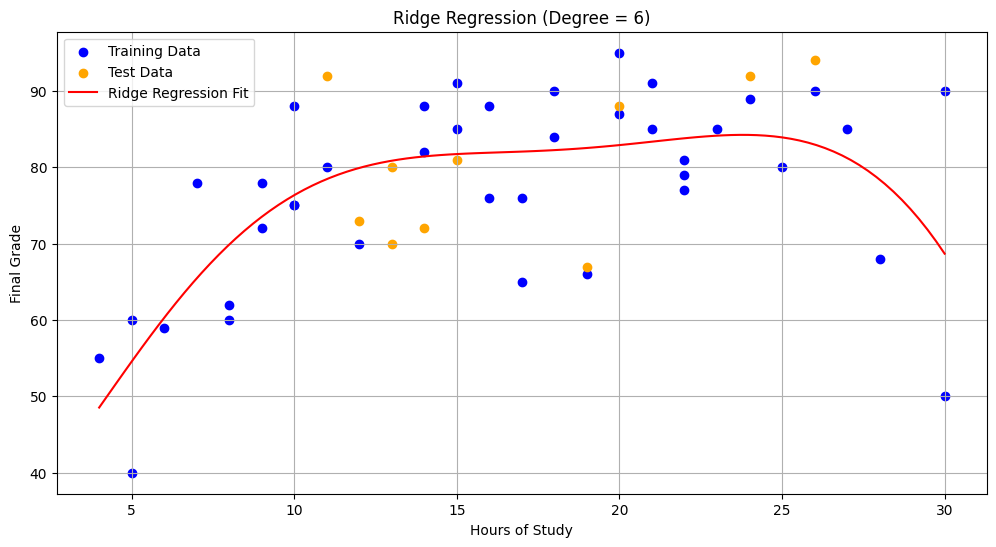 Ridge Regression (Degree = 6)
Training Data
Test Data
Ridge Regression Fit
Final Grade
90
80
70
60
50
40
5
10
15
20
25
30
Hours of Study